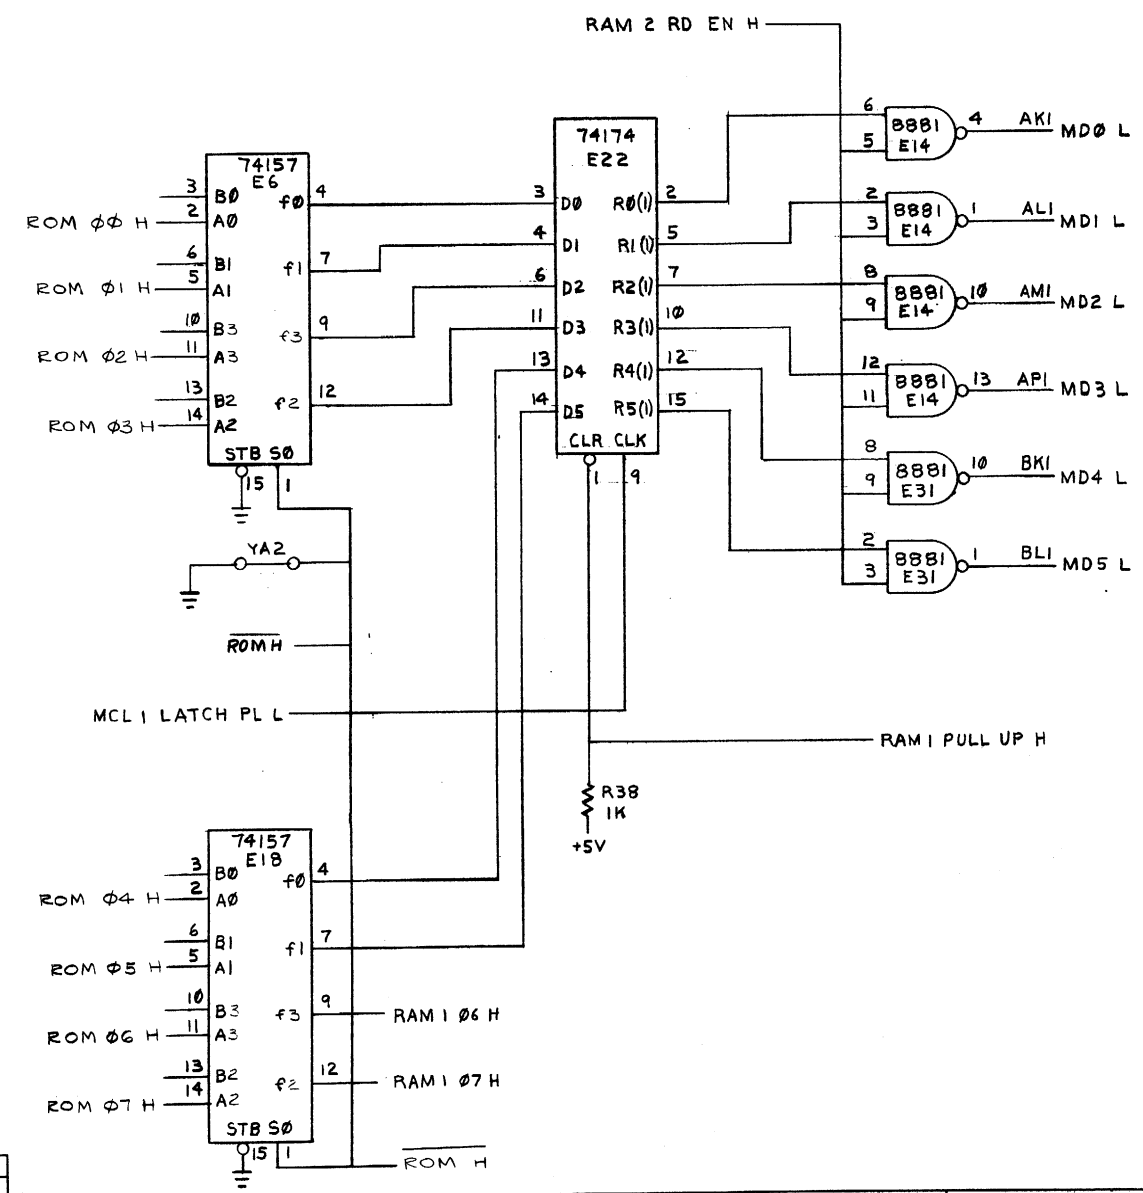 RAM 2 RD EN H
74157
E6
3 B0
ROM 00 H 2 A0
6 B1
ROM 01 H 5 A1
10 B3
ROM 02 H 11 A3
13 B2
ROM 03 H 14 A2
f0 4
f1 7
f3 9
f2 12
STB S0
15 1
74174
E22
3 D0 R0(1) 2
4 D1 R1(1) 5
6 D2 R2(1) 7
11 D3 R3(1) 10
13 D4 R4(1) 12
14 D5 R5(1) 15
CLR CLK
1 9
6 5 8881 E14 4 AK1 MD0 L
2 3 8881 E14 1 AL1 MD1 L
8 9 8881 E14 10 AM1 MD2 L
12 11 8881 E14 13 AP1 MD3 L
8 9 8881 E31 10 BK1 MD4 L
2 3 8881 E31 1 BL1 MD5 L
YA2
ROM H
MCL 1 LATCH PL L
RAM 1 PULL UP H
R38
1K
+5V
74157
E18
3 B0
ROM 04 H 2 A0
6 B1
ROM 05 H 5 A1
10 B3
ROM 06 H 11 A3
13 B2
ROM 07 H 14 A2
f0 4
f1 7
f3 9 RAM 1 06 H
f2 12 RAM 1 07 H
STB S0
15 1
ROM H